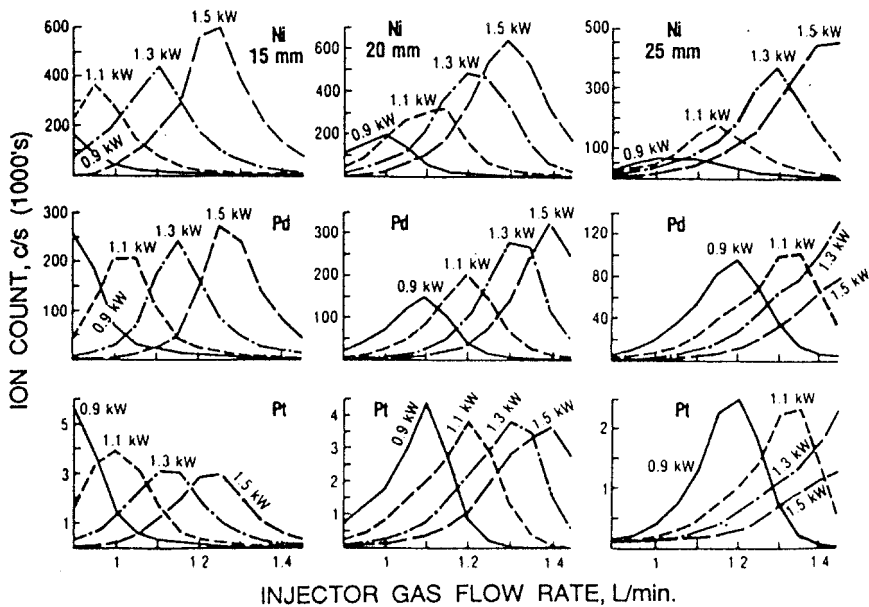 600
400
200
Ni
15 mm
0.9 kW
1.1 kW
1.3 kW
1.5 kW
600
400
200
Ni
20 mm
0.9 kW
1.1 kW
1.3 kW
1.5 kW
500
300
100
Ni
25 mm
0.9 kW
1.1 kW
1.3 kW
1.5 kW
300
200
100
Pd
0.9 kW
1.1 kW
1.3 kW
1.5 kW
300
200
100
Pd
0.9 kW
1.1 kW
1.3 kW
1.5 kW
120
80
40
Pd
0.9 kW
1.1 kW
1.3 kW
1.5 kW
5
3
1
Pt
0.9 kW
1.1 kW
1.3 kW
1.5 kW
1
1.2
1.4
4
3
2
1
Pt
0.9 kW
1.1 kW
1.3 kW
1.5 kW
1
1.2
1.4
2
1
Pt
0.9 kW
1.1 kW
1.3 kW
1.5 kW
1
1.2
1.4
ION COUNT, c/s (1000's)
INJECTOR GAS FLOW RATE, L/min.